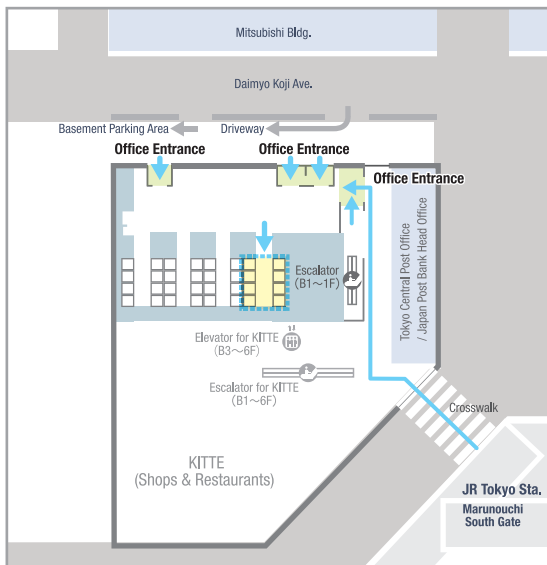 Mitsubishi Bldg.
Daimyo Koji Ave.
Basement Parking Area
Driveway
Office Entrance
Office Entrance
Office Entrance
Tokyo Central Post Office
/ Japan Post Bank Head Office
Escalator
(B1～1F)
Elevator for KITTE
(B3～6F)
Escalator for KITTE
(B1～6F)
Crosswalk
KITTE
(Shops & Restaurants)
JR Tokyo Sta.
Marunouchi
South Gate